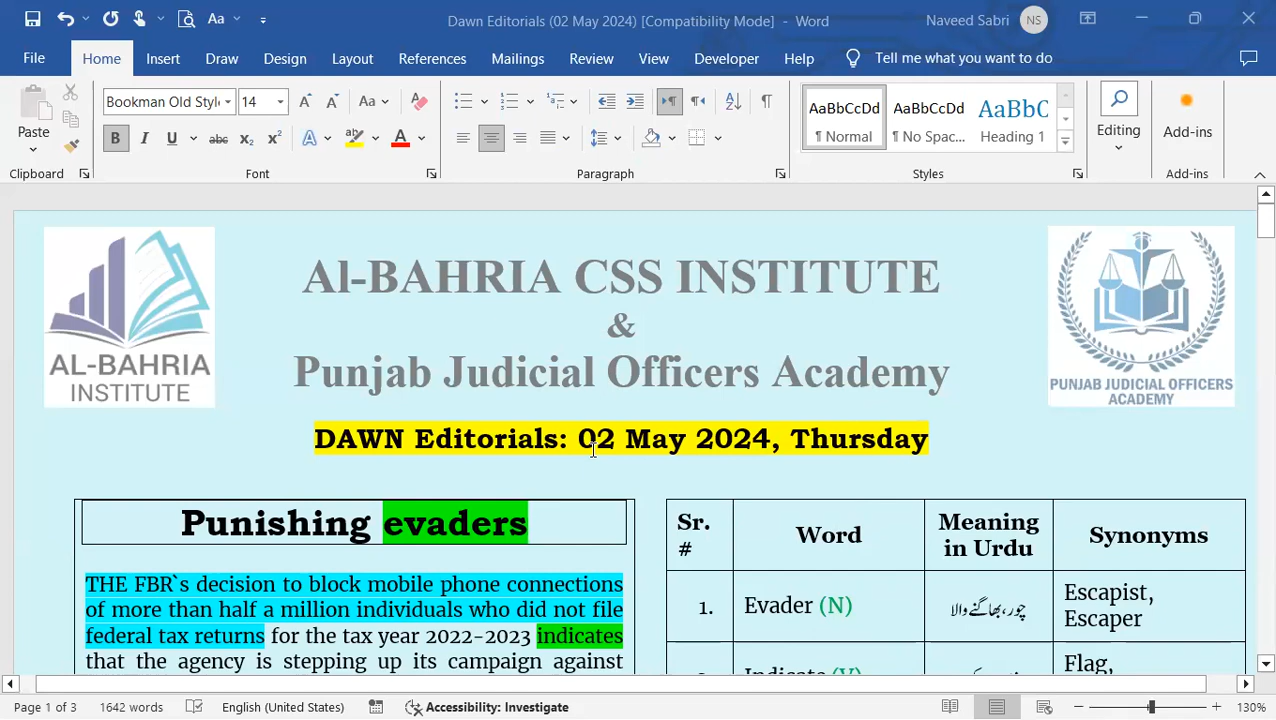 Dawn Editorials (02 May 2024) [Compatibility Mode] - Word
Naveed Sabri NS
Aa
File Home Insert Draw Design Layout References Mailings Review View Developer Help Tell me what you want to do
Paste
Bookman Old Styl 14 Aa
B I U abc x₂ x² A A
AaBbCcDd AaBbCcDd AaBbC
¶ Normal ¶ No Spac... Heading 1
Editing
Add-ins
Clipboard Font Paragraph Styles Add-ins
AL-BAHRIA
INSTITUTE
Al-BAHRIA CSS INSTITUTE
&
Punjab Judicial Officers Academy
PUNJAB JUDICIAL OFFICERS
ACADEMY
DAWN Editorials: 02 May 2024, Thursday
Punishing evaders
THE FBR`s decision to block mobile phone connections
of more than half a million individuals who did not file
federal tax returns for the tax year 2022-2023 indicates
that the agency is stepping up its campaign against
Sr. # Word Meaning in Urdu Synonyms
1. Evader (N) چور، بھاگنے والا Escapist, Escaper
Indicate (V) Flag,
Page 1 of 3 1642 words English (United States) Accessibility: Investigate 130%